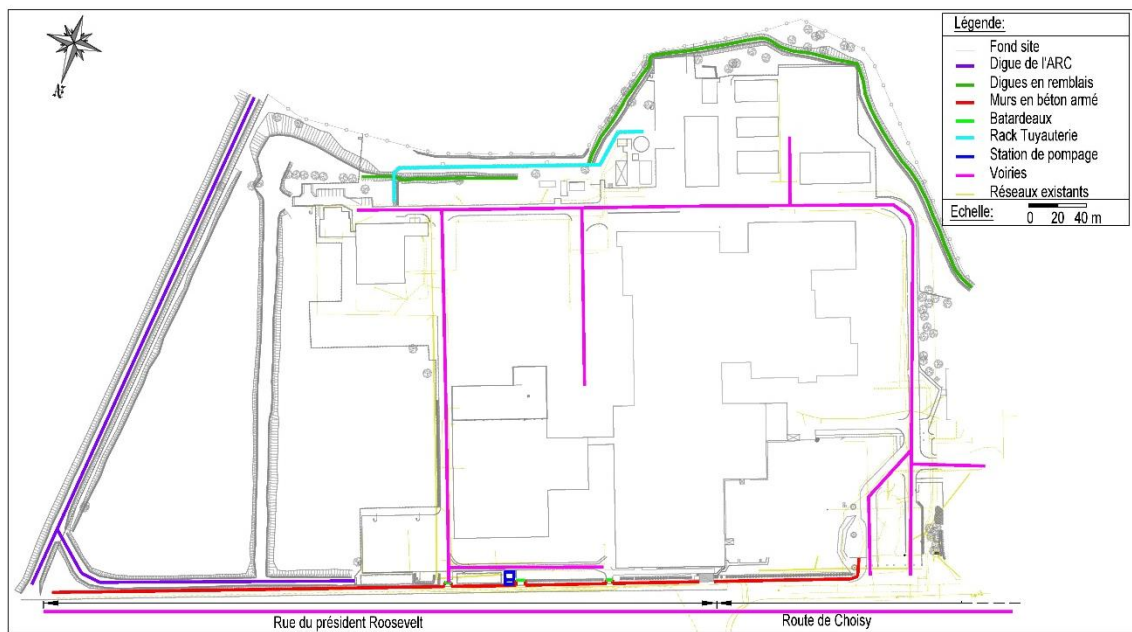 Légende:
Fond site
Digue de l'ARC
Digues en remblais
Murs en béton armé
Batardeaux
Rack Tuyauterie
Station de pompage
Voiries
Réseaux existants
Echelle: 0 20 40 m
N
Rue du président Roosevelt
Route de Choisy